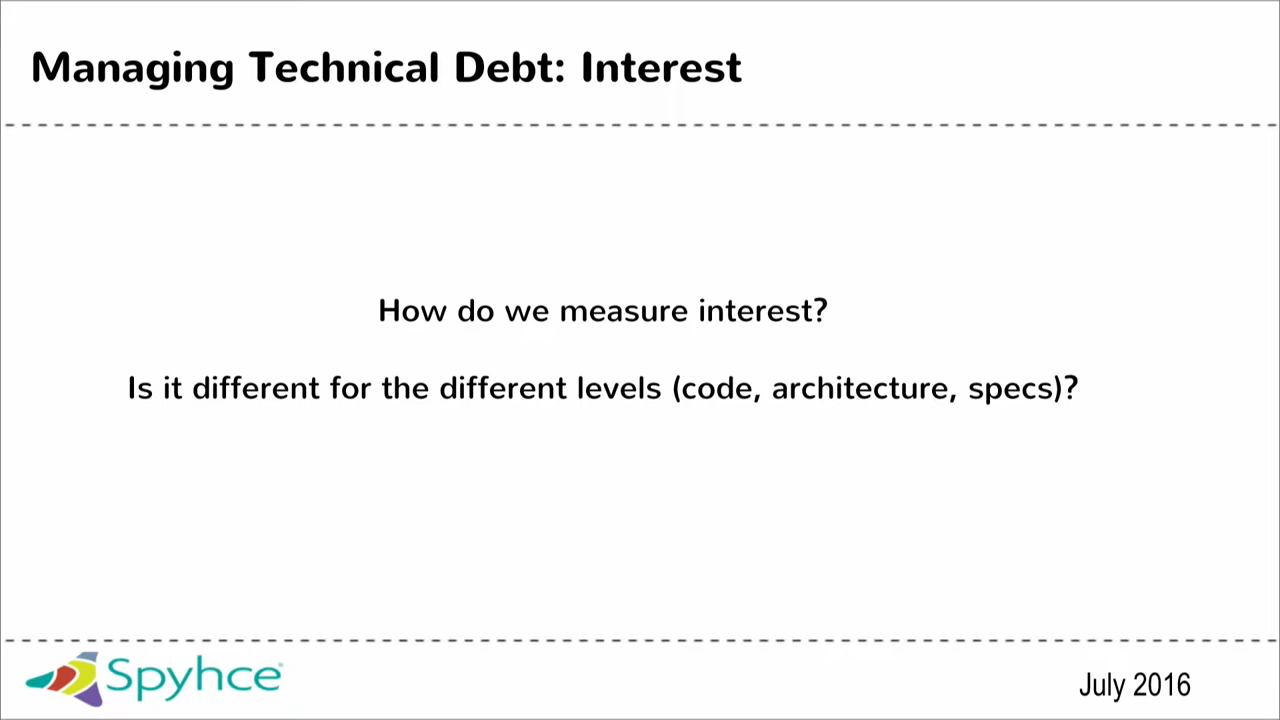 Managing Technical Debt: Interest
How do we measure interest?
Is it different for the different levels (code, architecture, specs)?
Spyhce
July 2016